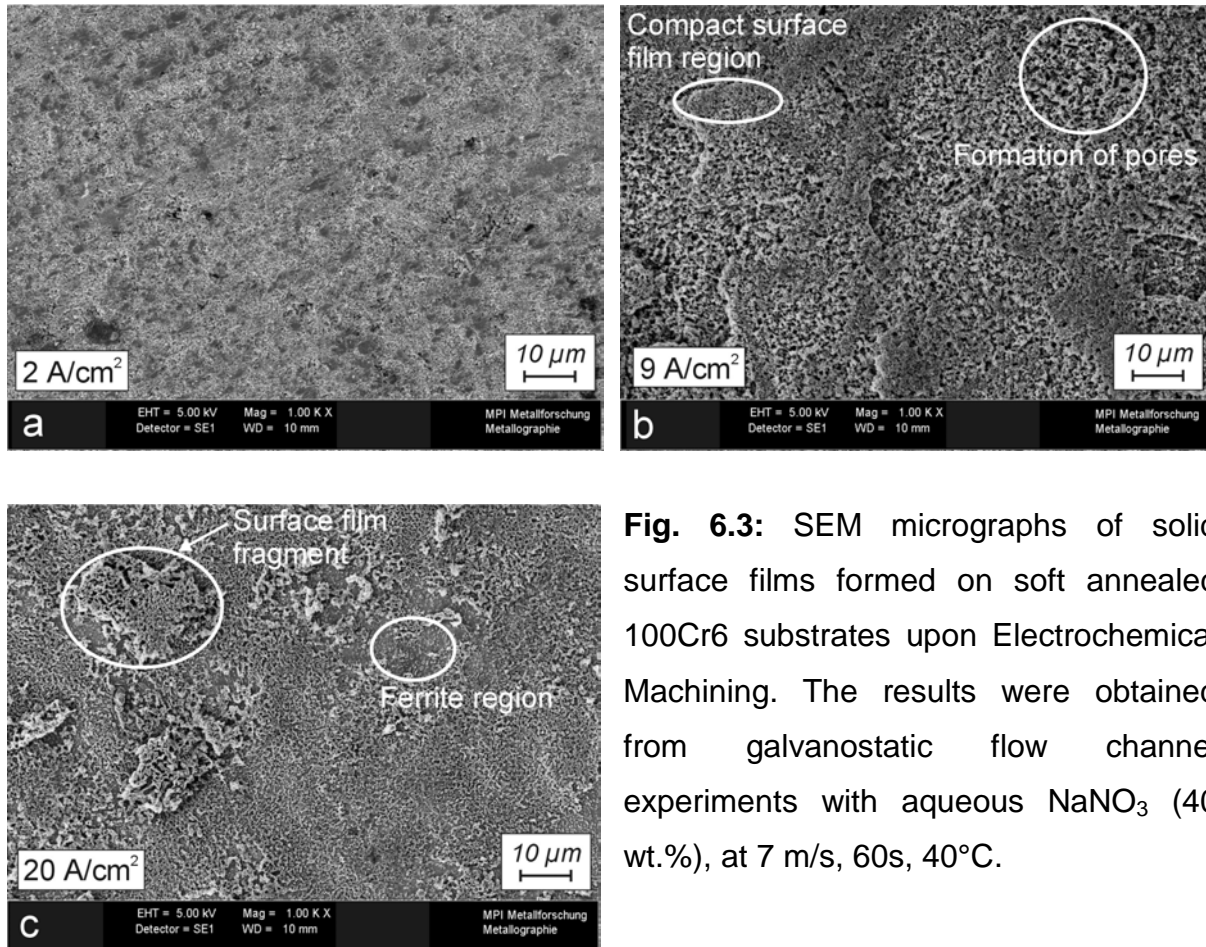 Compact surface
film region
Formation of pores
10 µm
10 µm
2 A/cm²
9 A/cm²
a
EHT = 5.00 kV Mag = 1.00 K X
Detector = SE1 WD = 10 mm
MPI Metallforschung
Metallographie
b
EHT = 5.00 kV Mag = 1.00 K X
Detector = SE1 WD = 10 mm
MPI Metallforschung
Metallographie
Surface film
fragment
Ferrite region
10 µm
20 A/cm²
c
EHT = 5.00 kV Mag = 1.00 K X
Detector = SE1 WD = 10 mm
MPI Metallforschung
Metallographie
Fig. 6.3: SEM micrographs of solid
surface films formed on soft annealed
100Cr6 substrates upon Electrochemica
Machining. The results were obtained
from galvanostatic flow channe
experiments with aqueous NaNO₃ (40
wt.%), at 7 m/s, 60s, 40°C.